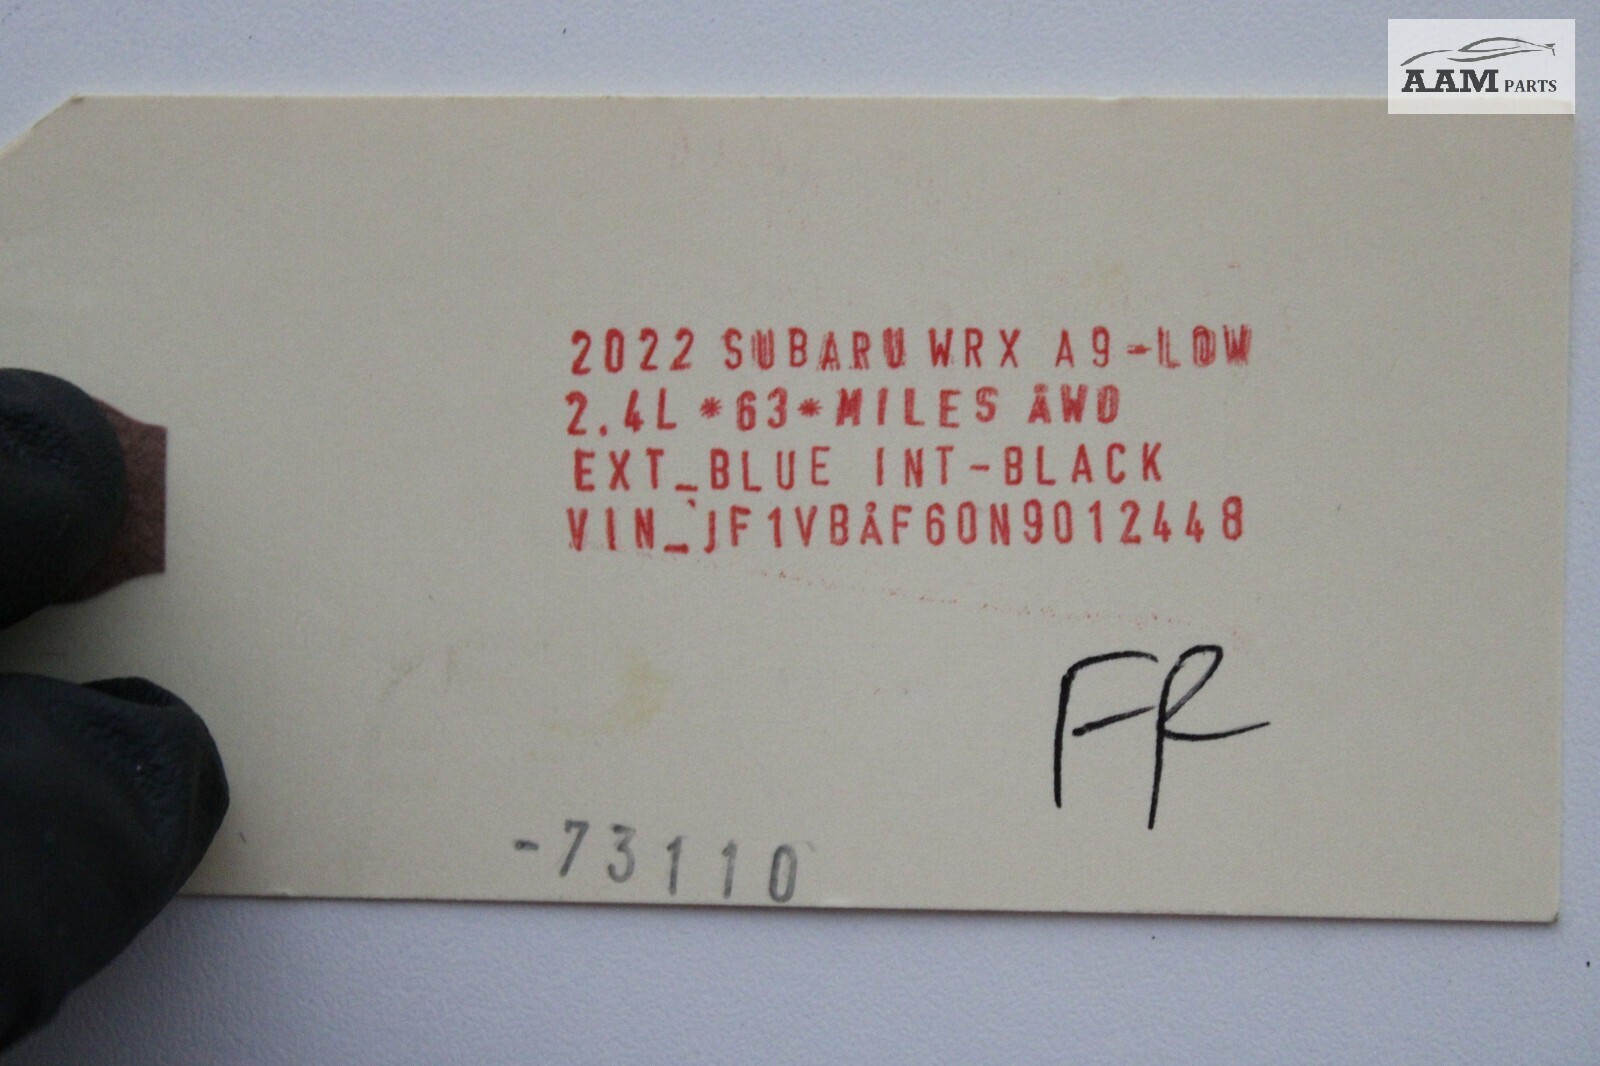 AAM PARTS
2022 SUBARU WRX A9-LOW
2.4L *63* MILES AWD
EXT_BLUE INT-BLACK
VIN_JF1VBAF60N9012448
FR
-73110